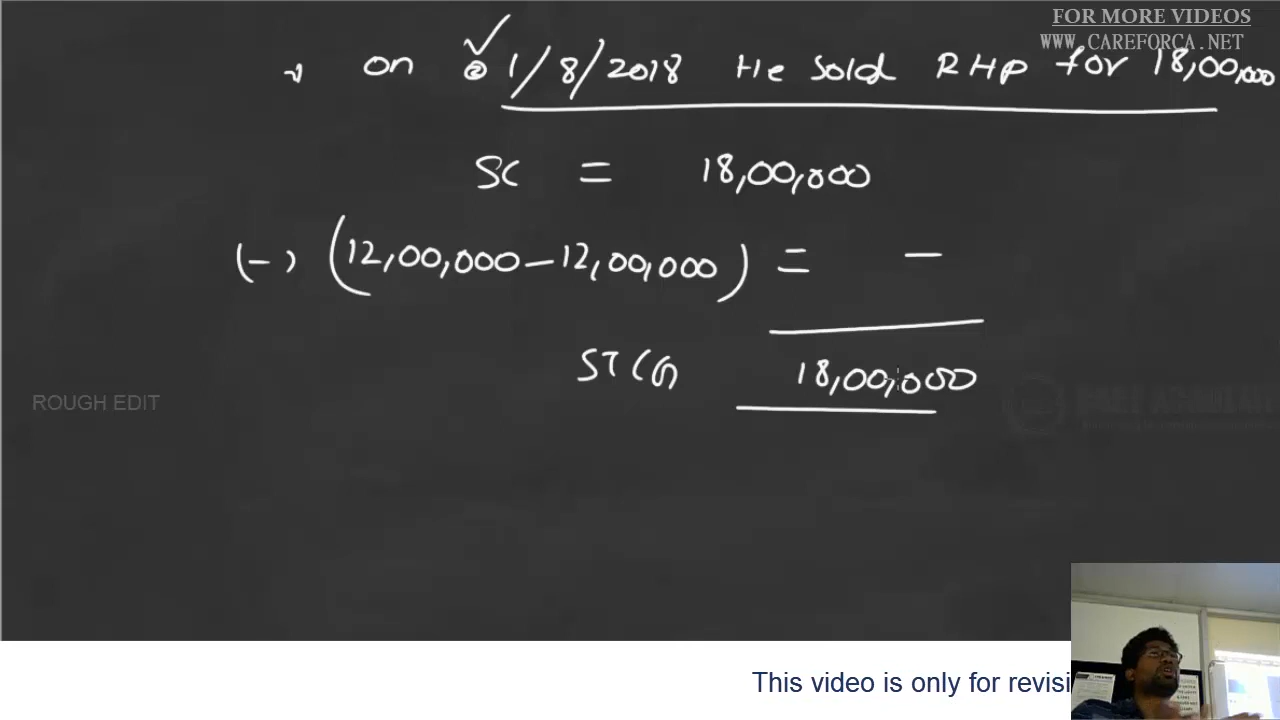 FOR MORE VIDEOS
WWW. CAREFORCA.NET
on 1/8/2018 He sold RHP for 18,00,000
SC = 18,00,000
(-) (12,00,000 - 12,00,000) = -
STCG 18,00,000
ROUGH EDIT
This video is only for revisi